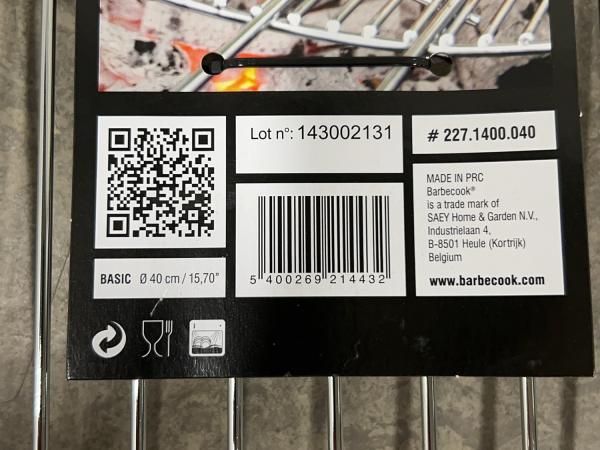 Lot n°: 143002131
# 227.1400.040
MADE IN PRC
Barbecook®
is a trade mark of
SAEY Home & Garden N.V.,
Industrielaan 4,
B-8501 Heule (Kortrijk)
Belgium
www.barbecook.com
5 400269 214432
BASIC Ø 40 cm / 15,70"